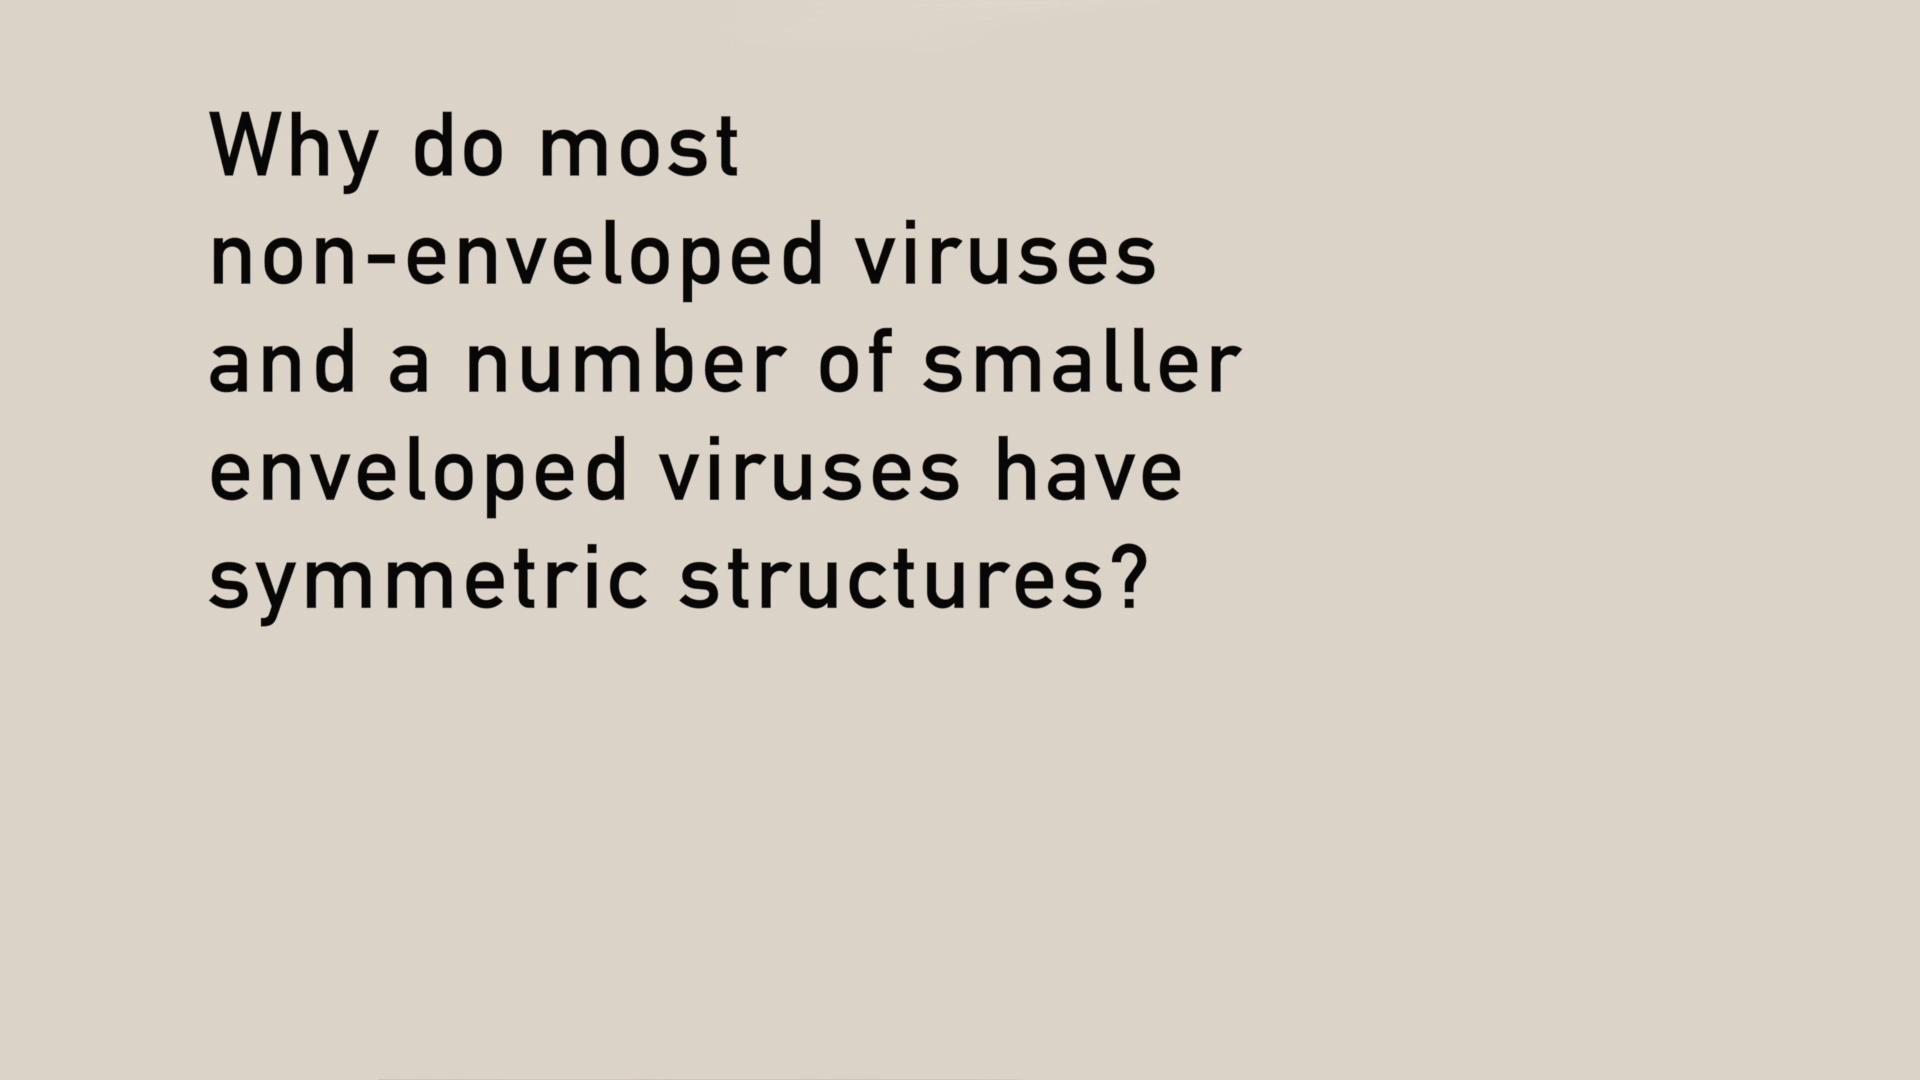 Why do most
non-enveloped viruses
and a number of smaller
enveloped viruses have
symmetric structures?